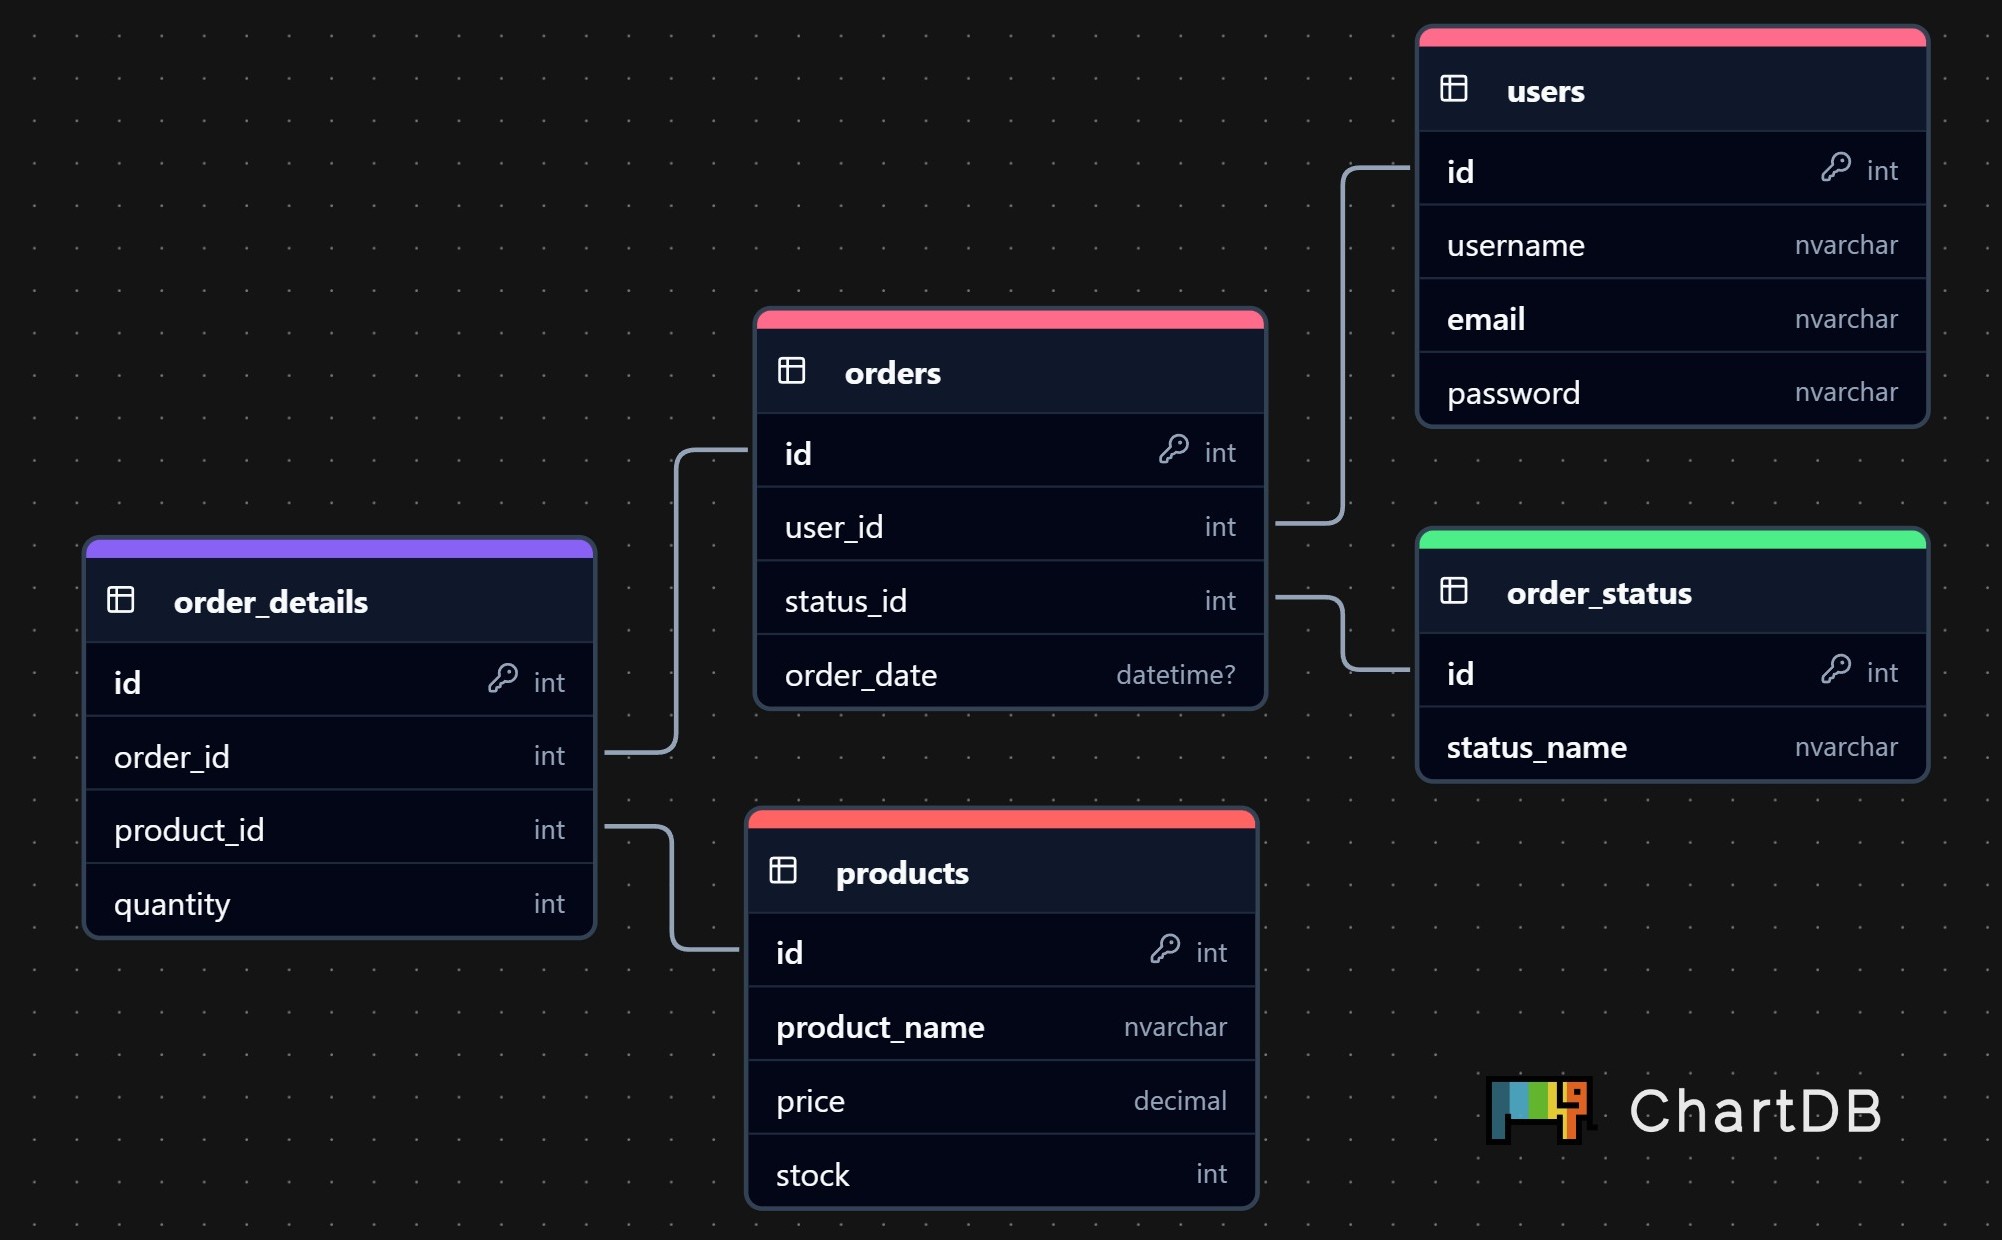 users
id int
username nvarchar
email nvarchar
password nvarchar
orders
id int
user_id int
status_id int
order_date datetime?
order_details
id int
order_id int
product_id int
quantity int
order_status
id int
status_name nvarchar
products
id int
product_name nvarchar
price decimal
stock int
ChartDB